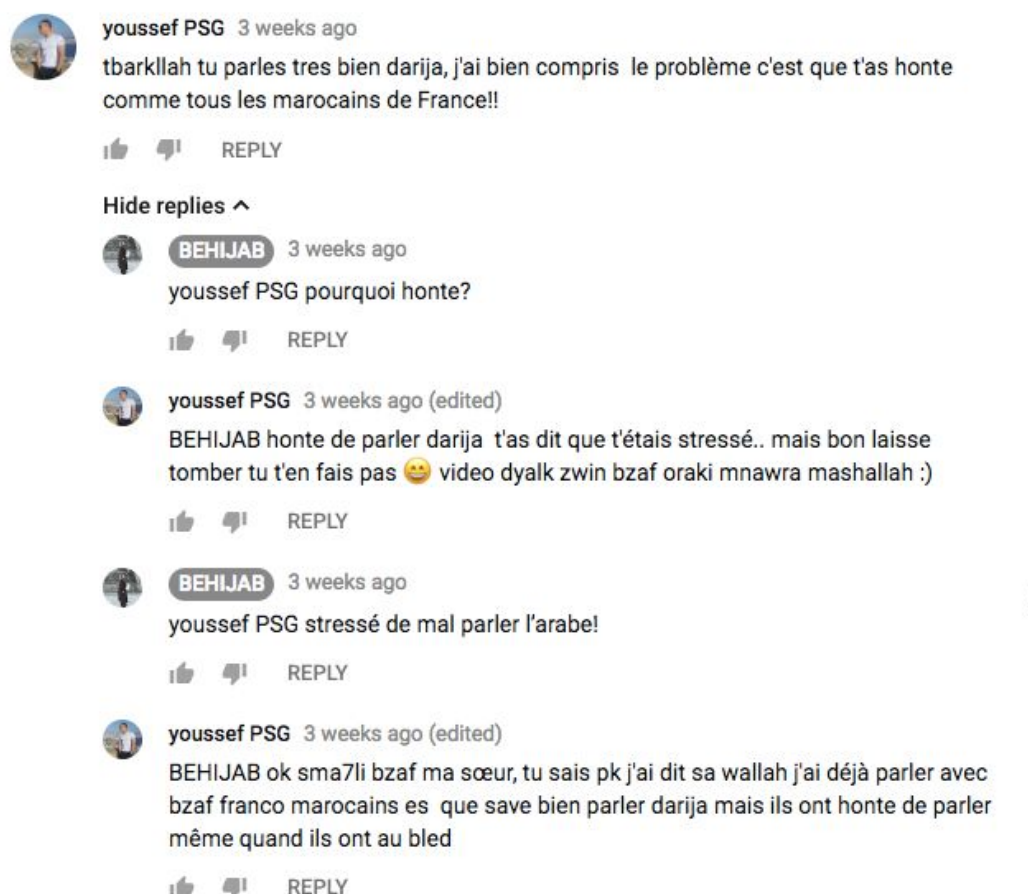 youssef PSG 3 weeks ago
tbarkllah tu parles tres bien darija, j'ai bien compris le problème c'est que t'as honte
comme tous les marocains de France!!
REPLY
Hide replies
BEHIJAB 3 weeks ago
youssef PSG pourquoi honte?
REPLY
youssef PSG 3 weeks ago (edited)
BEHIJAB honte de parler darija t'as dit que t'étais stressé.. mais bon laisse
tomber tu t'en fais pas 😁 video dyalk zwin bzaf oraki mnawra mashallah :)
REPLY
BEHIJAB 3 weeks ago
youssef PSG stressé de mal parler l'arabe!
REPLY
youssef PSG 3 weeks ago (edited)
BEHIJAB ok sma7li bzaf ma sœur, tu sais pk j'ai dit sa wallah j'ai déjà parler avec
bzaf franco marocains es que save bien parler darija mais ils ont honte de parler
même quand ils ont au bled
REPLY